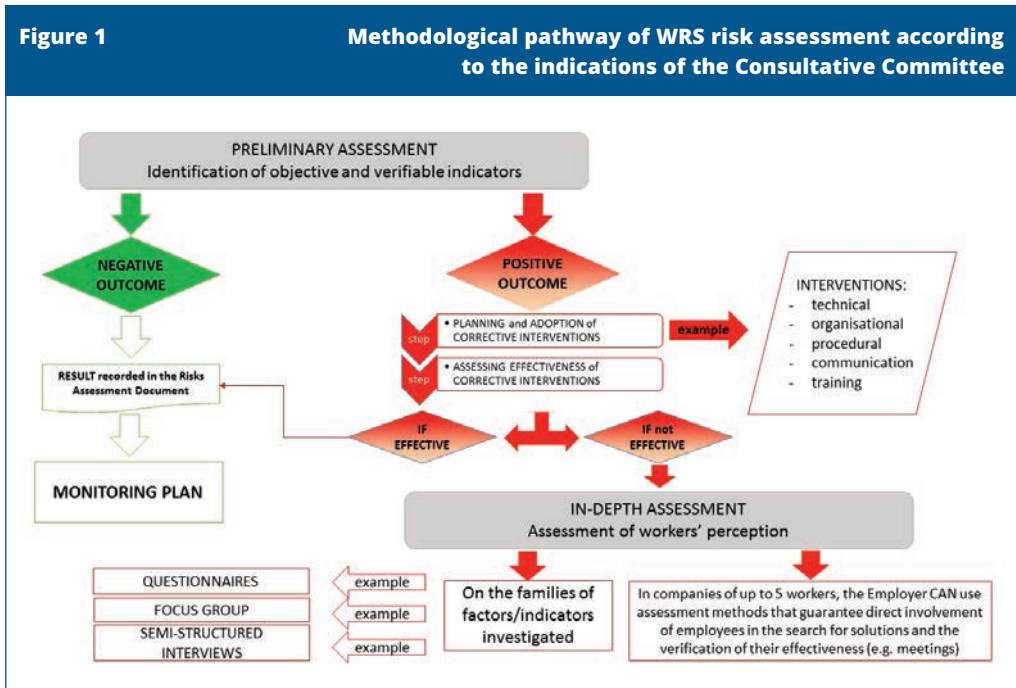 Figure 1
Methodological pathway of WRS risk assessment according
to the indications of the Consultative Committee
PRELIMINARY ASSESSMENT
Identification of objective and verifiable indicators
NEGATIVE
OUTCOME
POSITIVE
OUTCOME
INTERVENTIONS:
- technical
- organisational
- procedural
- communication
- training
step
• PLANNING and ADOPTION of
CORRECTIVE INTERVENTIONS
example
step
• ASSESSING EFFECTIVENESS of
CORRECTIVE INTERVENTIONS
RESULT recorded in the Risks
Assessment Document
IF
EFFECTIVE
IF not
EFFECTIVE
MONITORING PLAN
IN-DEPTH ASSESSMENT
Assessment of workers' perception
QUESTIONNAIRES
example
FOCUS GROUP
example
SEMI-STRUCTURED
INTERVIEWS
example
On the families of
factors/indicators
investigated
In companies of up to 5 workers, the Employer CAN use
assessment methods that guarantee direct involvement
of employees in the search for solutions and the
verification of their effectiveness (e.g. meetings)